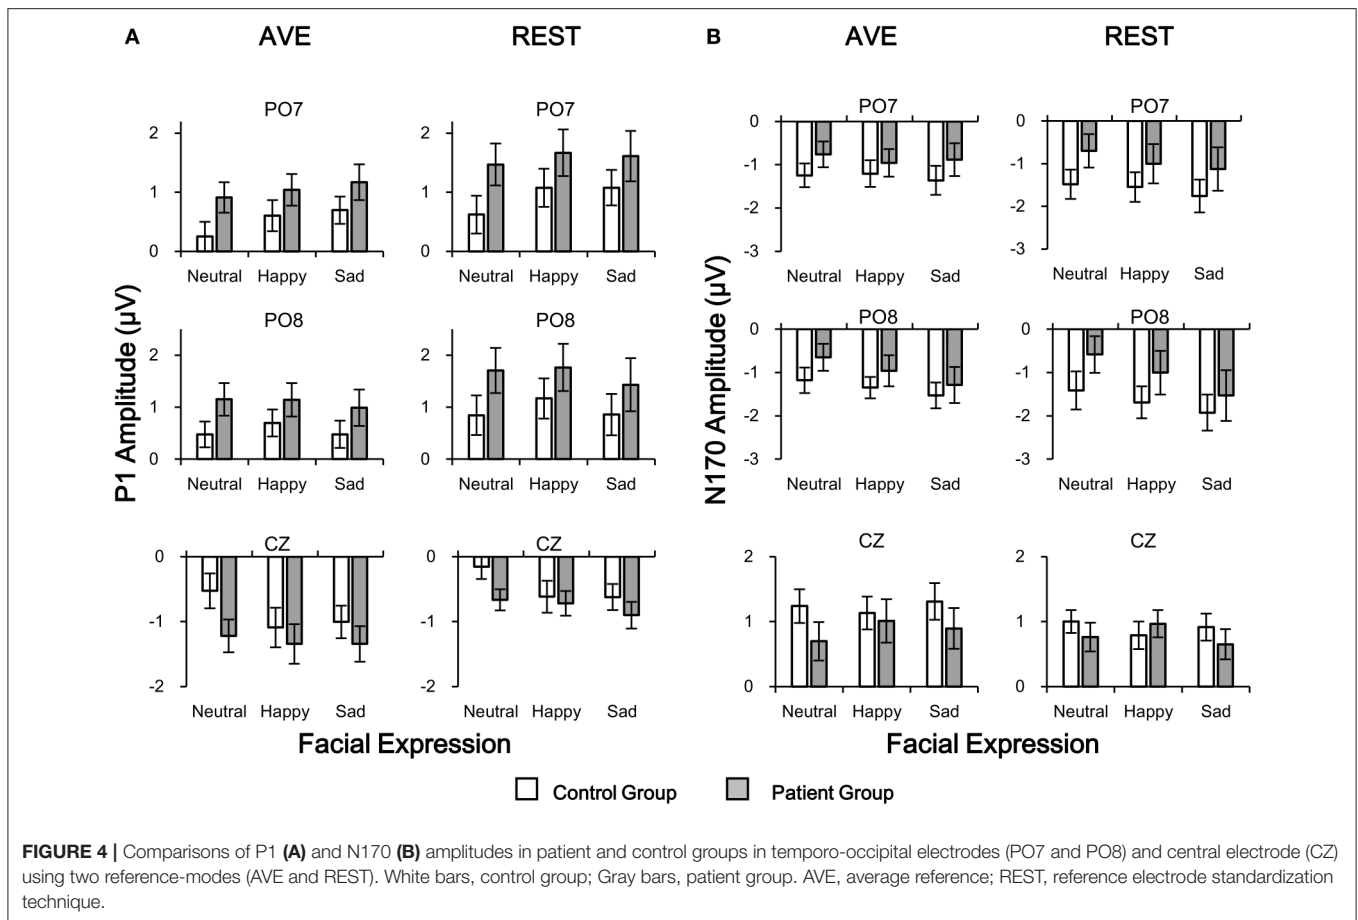 A AVE REST B AVE REST
PO7 PO7 PO7 PO7
2 2 0 0
1 1 -1 -1
0 0 -2 -2
-3 -3
Neutral Happy Sad Neutral Happy Sad Neutral Happy Sad Neutral Happy Sad
P1 Amplitude (µV)
N170 Amplitude (µV)
PO8 PO8 PO8 PO8
2 2 0 0
1 1 -1 -1
0 0 -2 -2
-3 -3
Neutral Happy Sad Neutral Happy Sad Neutral Happy Sad Neutral Happy Sad
CZ CZ CZ CZ
0 0 2 2
-1 -1 1 1
-2 -2 0 0
Neutral Happy Sad Neutral Happy Sad Neutral Happy Sad Neutral Happy Sad
Facial Expression Facial Expression
Control Group Patient Group
FIGURE 4 | Comparisons of P1 (A) and N170 (B) amplitudes in patient and control groups in temporo-occipital electrodes (PO7 and PO8) and central electrode (CZ)
using two reference-modes (AVE and REST). White bars, control group; Gray bars, patient group. AVE, average reference; REST, reference electrode standardization
technique.